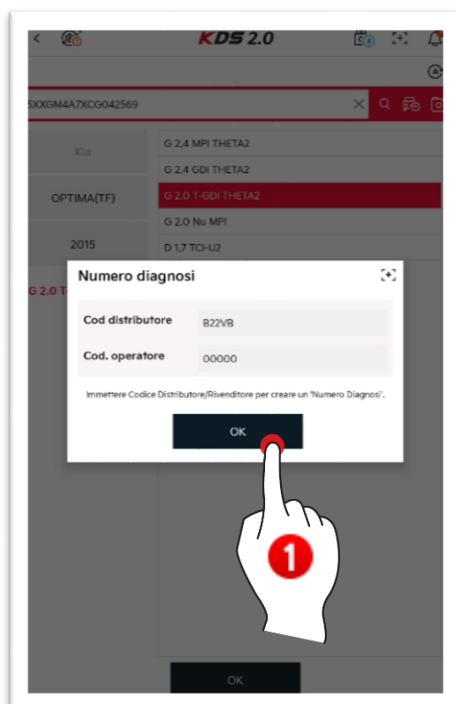 KDS 2.0
5XXGM4A7XCG042569
Kia
G 2,4 MPI THETA2
G 2,4 GDI THETA2
OPTIMA(TF)
G 2.0 T-GDI THETA2
G 2,0 Nu MPI
2015
D 1,7 TCI-U2
G 2.0 T-
Numero diagnosi
Cod distributore
B22VB
Cod. operatore
00000
Immettere Codice Distributore/Rivenditore per creare un 'Numero Diagnosi'.
OK
1
OK